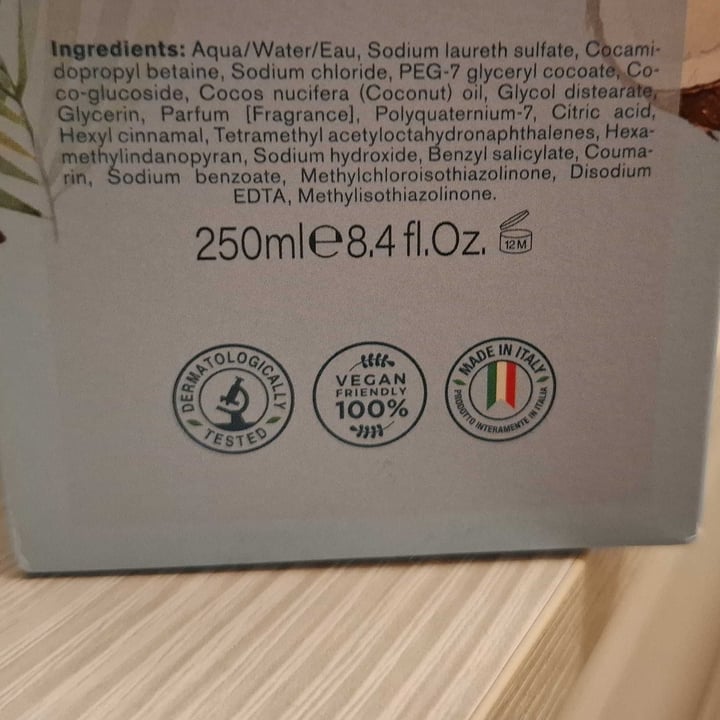 Ingredients: Aqua/Water/Eau, Sodium laureth sulfate, Cocami-
dopropyl betaine, Sodium chloride, PEG-7 glyceryl cocoate, Co-
co-glucoside, Cocos nucifera (Coconut) oil, Glycol distearate,
Glycerin, Parfum [Fragrance], Polyquaternium-7, Citric acid,
Hexyl cinnamal, Tetramethyl acetyloctahydronaphthalenes, Hexa-
methylindanopyran, Sodium hydroxide, Benzyl salicylate, Couma-
rin, Sodium benzoate, Methylchloroisothiazolinone, Disodium
EDTA, Methylisothiazolinone.
250ml℮8.4 fl.Oz. 12M
DERMATOLOGICALLY
TESTED
VEGAN
FRIENDLY
100%
MADE IN ITALY
PRODOTTO INTERAMENTE IN ITALIA